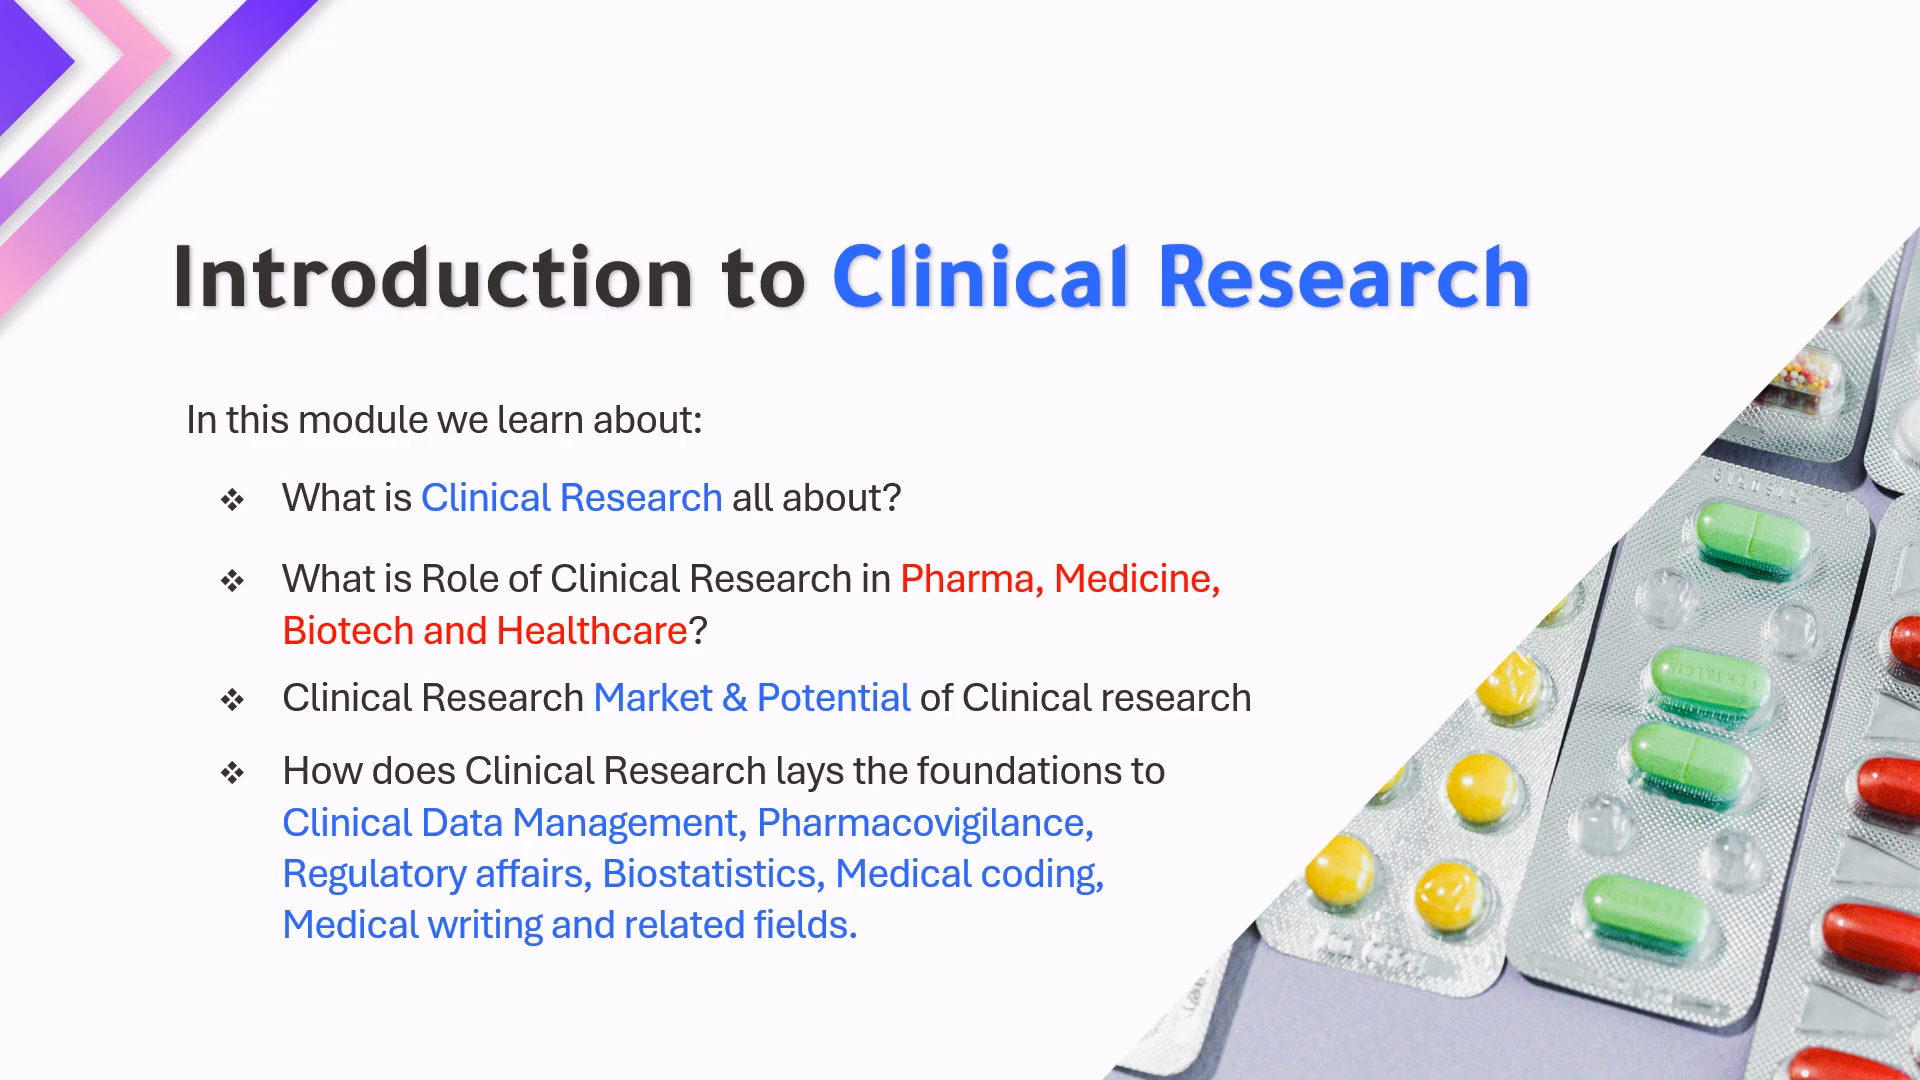 Introduction to Clinical Research
In this module we learn about:
❖ What is Clinical Research all about?
❖ What is Role of Clinical Research in Pharma, Medicine,
Biotech and Healthcare?
❖ Clinical Research Market & Potential of Clinical research
❖ How does Clinical Research lays the foundations to
Clinical Data Management, Pharmacovigilance,
Regulatory affairs, Biostatistics, Medical coding,
Medical writing and related fields.